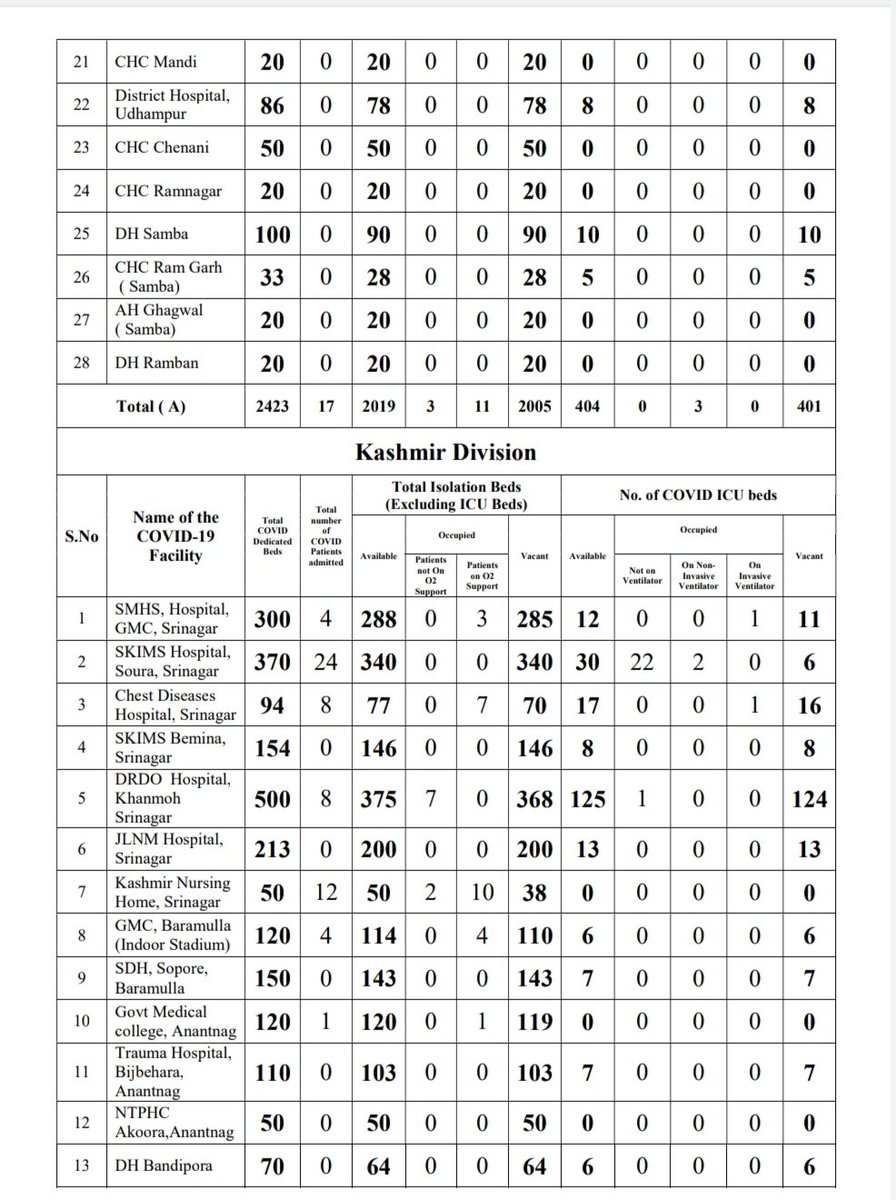 21 CHC Mandi 20 0 20 0 0 20 0 0 0 0 0
22 District Hospital, Udhampur 86 0 78 0 0 78 8 0 0 0 8
23 CHC Chenani 50 0 50 0 0 50 0 0 0 0 0
24 CHC Ramnagar 20 0 20 0 0 20 0 0 0 0 0
25 DH Samba 100 0 90 0 0 90 10 0 0 0 10
26 CHC Ram Garh ( Samba) 33 0 28 0 0 28 5 0 0 0 5
27 AH Ghagwal ( Samba) 20 0 20 0 0 20 0 0 0 0 0
28 DH Ramban 20 0 20 0 0 20 0 0 0 0 0
Total ( A) 2423 17 2019 3 11 2005 404 0 3 0 401
Kashmir Division
S.No
Name of the COVID-19 Facility
Total COVID Dedicated Beds
Total number of COVID Patients admitted
Total Isolation Beds (Excluding ICU Beds)
Available
Occupied
Patients not On O2 Support
Patients on O2 Support
Vacant
No. of COVID ICU beds
Available
Occupied
Not on Ventilator
On Non-Invasive Ventilator
On Invasive Ventilator
Vacant
1 SMHS, Hospital, GMC, Srinagar 300 4 288 0 3 285 12 0 0 1 11
2 SKIMS Hospital, Soura, Srinagar 370 24 340 0 0 340 30 22 2 0 6
3 Chest Diseases Hospital, Srinagar 94 8 77 0 7 70 17 0 0 1 16
4 SKIMS Bemina, Srinagar 154 0 146 0 0 146 8 0 0 0 8
5 DRDO Hospital, Khanmoh Srinagar 500 8 375 7 0 368 125 1 0 0 124
6 JLNM Hospital, Srinagar 213 0 200 0 0 200 13 0 0 0 13
7 Kashmir Nursing Home, Srinagar 50 12 50 2 10 38 0 0 0 0 0
8 GMC, Baramulla (Indoor Stadium) 120 4 114 0 4 110 6 0 0 0 6
9 SDH, Sopore, Baramulla 150 0 143 0 0 143 7 0 0 0 7
10 Govt Medical college, Anantnag 120 1 120 0 1 119 0 0 0 0 0
11 Trauma Hospital, Bijbehara, Anantnag 110 0 103 0 0 103 7 0 0 0 7
12 NTPHC Akoora,Anantnag 50 0 50 0 0 50 0 0 0 0 0
13 DH Bandipora 70 0 64 0 0 64 6 0 0 0 6